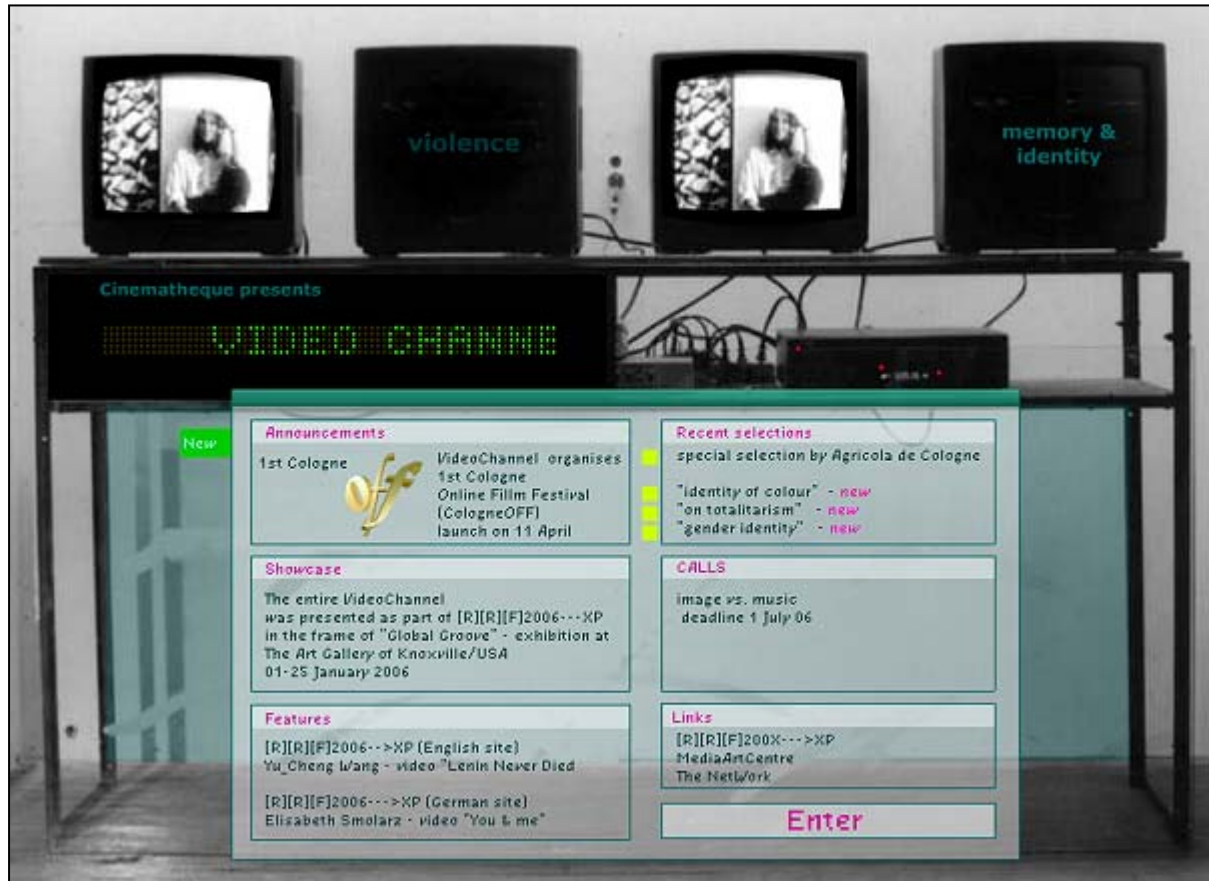 violence
memory &
identity
Cinematheque presents
VIDEO CHANNE
New
Announcements
1st Cologne
off
VideoChannel organises
1st Cologne
Online Fillm Festival
(CologneOFF)
launch on 11 April
Recent selections
special selection by Agricola de Cologne
"identity of colour" - new
"on totalitarism" - new
"gender identity" - new
Showcase
The entire VideoChannel
was presented as part of [R][R][F]2006---XP
in the frame of "Global Groove" - exhibition at
The Art Gallery of Knoxville/USA
01-25 January 2006
CALLS
image vs. music
deadline 1 July 06
Features
[R][R][F]2006-->XP (English site)
Yu_Cheng Wang - video "Lenin Never Died
[R][R][F]2006--->XP (German site)
Elisabeth Smolarz - video "You & me"
Links
[R][R][F]200X--->XP
MediaArtCentre
The NetWork
Enter